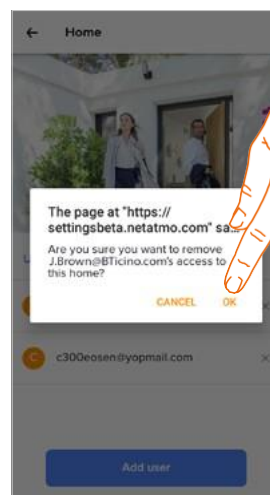 ← Home
The page at "https://
settingsbeta.netatmo.com" sa...
Are you sure you want to remove
J.Brown@BTicino.com's access to
this home?
CANCEL OK
C c300eosen@yopmail.com ×
Add user